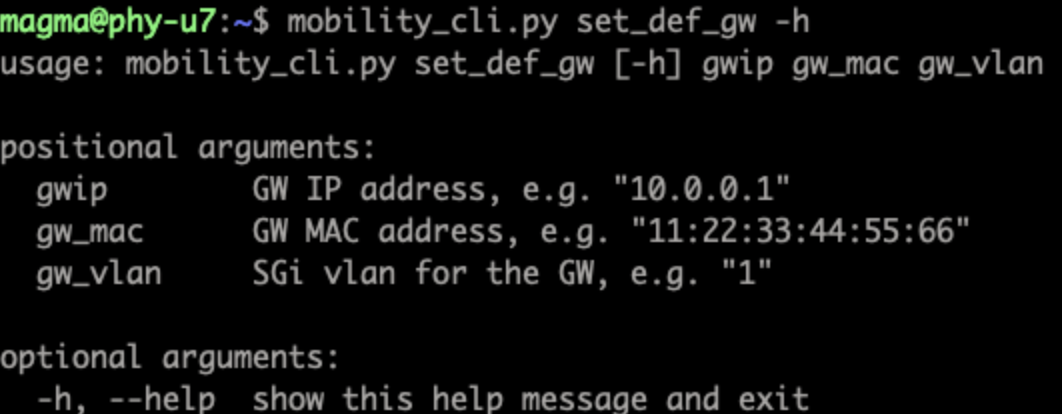 magma@phy-u7:~$ mobility_cli.py set_def_gw -h
usage: mobility_cli.py set_def_gw [-h] gwip gw_mac gw_vlan
positional arguments:
gwip GW IP address, e.g. "10.0.0.1"
gw_mac GW MAC address, e.g. "11:22:33:44:55:66"
gw_vlan SGi vlan for the GW, e.g. "1"
optional arguments:
-h, --help show this help message and exit